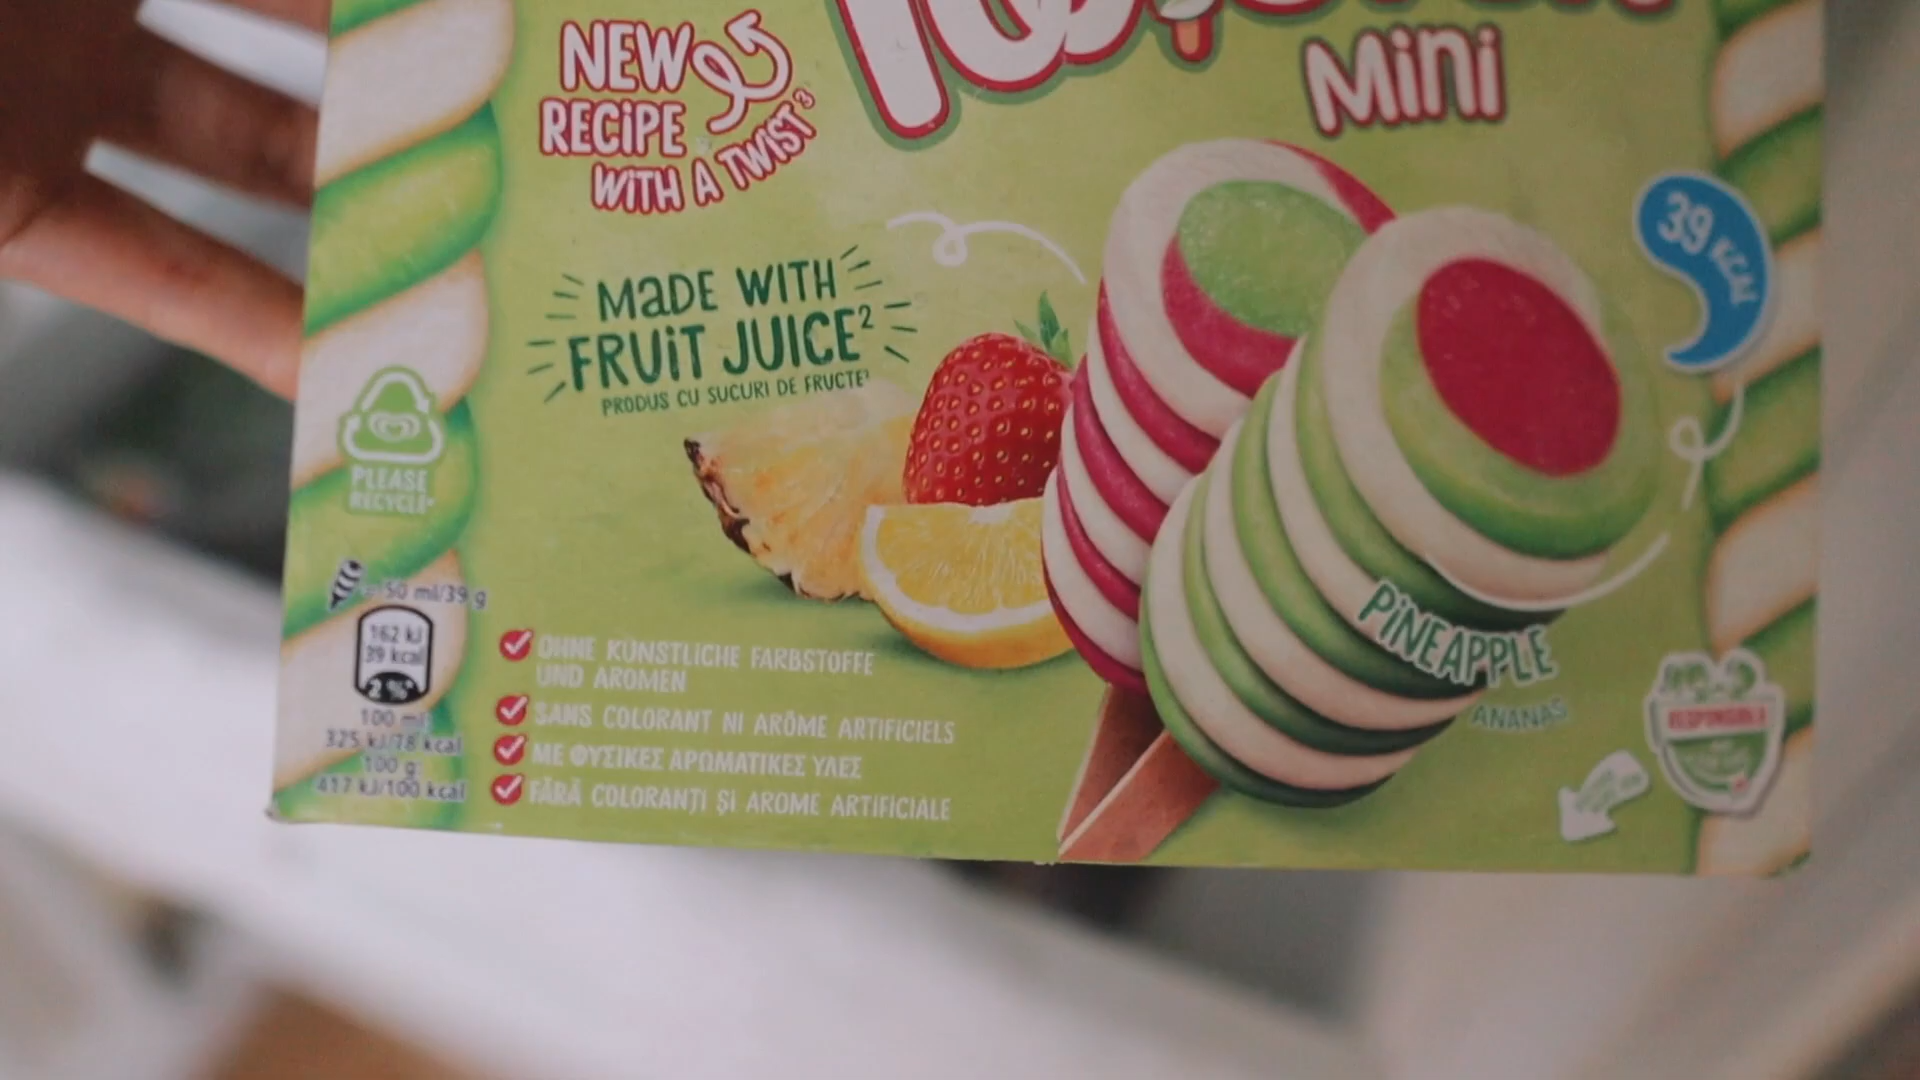 Mini
NEW
RECIPE
WITH A TWIST³
39 KCAL
MADE WITH
FRUIT JUICE²
PRODUS CU SUCURI DE FRUCTE²
PLEASE
RECYCLE
50 ml/39 g
162 kJ
39 kcal
2 %*
100 ml
325 kJ/78 kcal
100 g
417 kJ/100 kcal
OHNE KÜNSTLICHE FARBSTOFFE
UND AROMEN
SANS COLORANT NI ARÔME ARTIFICIELS
ΜΕ ΦΥΣΙΚΕΣ ΑΡΩΜΑΤΙΚΕΣ ΥΛΕΣ
FĂRĂ COLORANȚI ȘI AROME ARTIFICIALE
PINEAPPLE
ANANAS
RESPONSIBLY